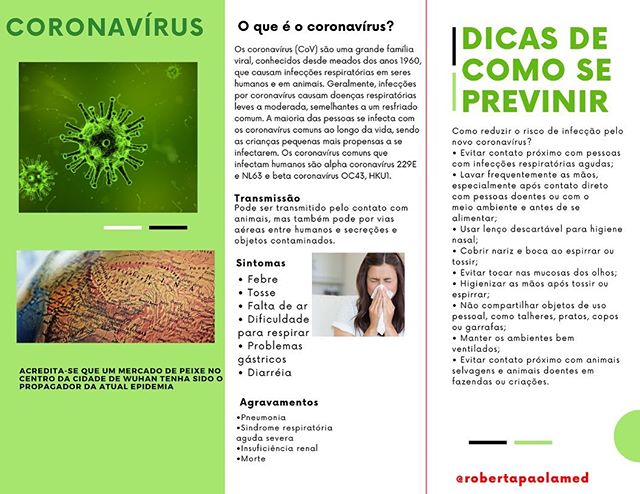 CORONAVÍRUS
ACREDITA-SE QUE UM MERCADO DE PEIXE NO
CENTRO DA CIDADE DE WUHAN TENHA SIDO O
PROPAGADOR DA ATUAL EPIDEMIA
O que é o coronavírus?
Os coronavírus (CoV) são uma grande família
viral, conhecidos desde meados dos anos 1960,
que causam infecções respiratórias em seres
humanos e em animais. Geralmente, infecções
por coronavírus causam doenças respiratórias
leves a moderada, semelhantes a um resfriado
comum. A maioria das pessoas se infecta com
os coronavírus comuns ao longo da vida, sendo
as crianças pequenas mais propensas a se
infectarem. Os coronavírus comuns que
infectam humanos são alpha coronavírus 229E
e NL63 e beta coronavírus OC43, HKU1.
Transmissão
Pode ser transmitido pelo contato com
animais, mas também pode por vias
aéreas entre humanos e secreções e
objetos contaminados.
Sintomas
• Febre
• Tosse
• Falta de ar
• Dificuldade
para respirar
• Problemas
gástricos
• Diarréia
Agravamentos
•Pneumonia
•Sindrome respiratória
aguda severa
•Insuficiência renal
•Morte
DICAS DE
COMO SE
PREVINIR
Como reduzir o risco de infecção pelo
novo coronavírus?
• Evitar contato próximo com pessoas
com infecções respiratórias agudas;
• Lavar frequentemente as mãos,
especialmente após contato direto
com pessoas doentes ou com o
meio ambiente e antes de se
alimentar;
• Usar lenço descartável para higiene
nasal;
• Cobrir nariz e boca ao espirrar ou
tossir;
• Evitar tocar nas mucosas dos olhos;
• Higienizar as mãos após tossir ou
espirrar;
• Não compartilhar objetos de uso
pessoal, como talheres, pratos, copos
ou garrafas;
• Manter os ambientes bem
ventilados;
• Evitar contato próximo com animais
selvagens e animais doentes em
fazendas ou criações.
@robertapaolamed